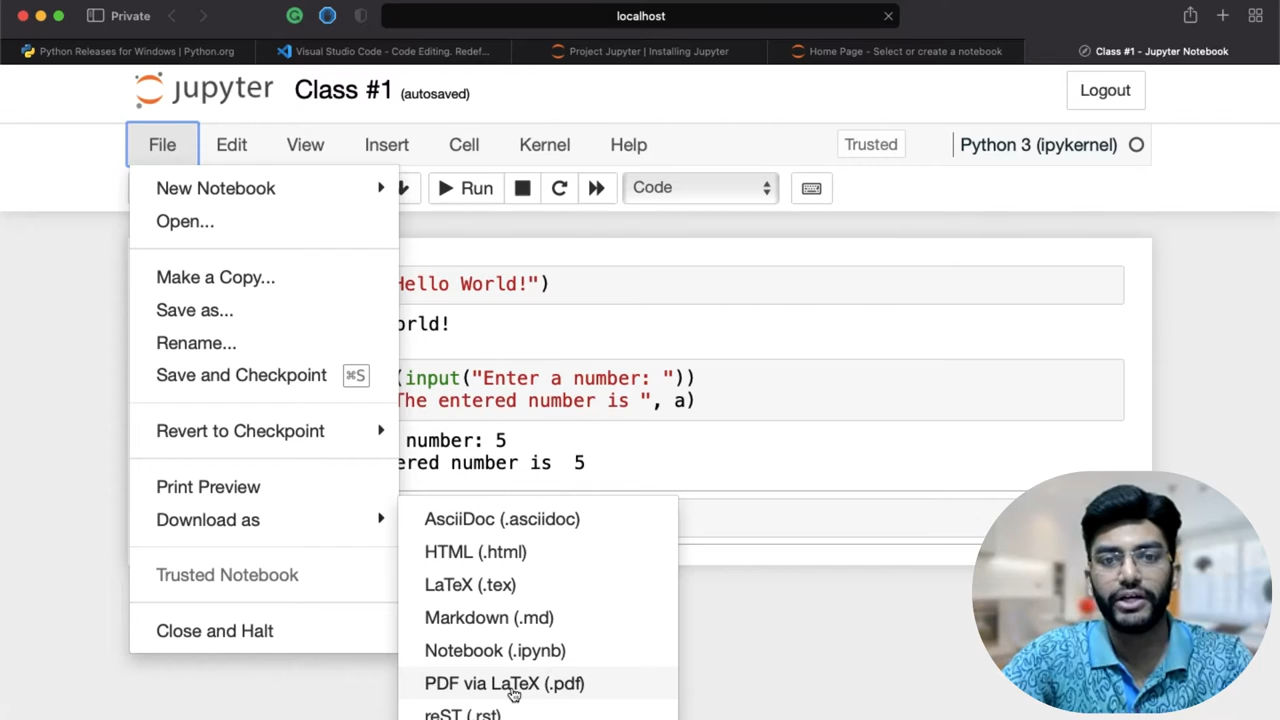 Private
localhost
Python Releases for Windows | Python.org
Visual Studio Code - Code Editing. Redef...
Project Jupyter | Installing Jupyter
Home Page - Select or create a notebook
Class #1 - Jupyter Notebook
jupyter
Class #1 (autosaved)
Logout
File
Edit
View
Insert
Cell
Kernel
Help
Trusted
Python 3 (ipykernel)
Run
Code
New Notebook
Open...
Make a Copy...
Save as...
Rename...
Save and Checkpoint ⌘S
Revert to Checkpoint
Print Preview
Download as
Trusted Notebook
Close and Halt
Hello World!")
orld!
(input("Enter a number: "))
The entered number is ", a)
number: 5
ered number is 5
AsciiDoc (.asciidoc)
HTML (.html)
LaTeX (.tex)
Markdown (.md)
Notebook (.ipynb)
PDF via LaTeX (.pdf)
reST (.rst)